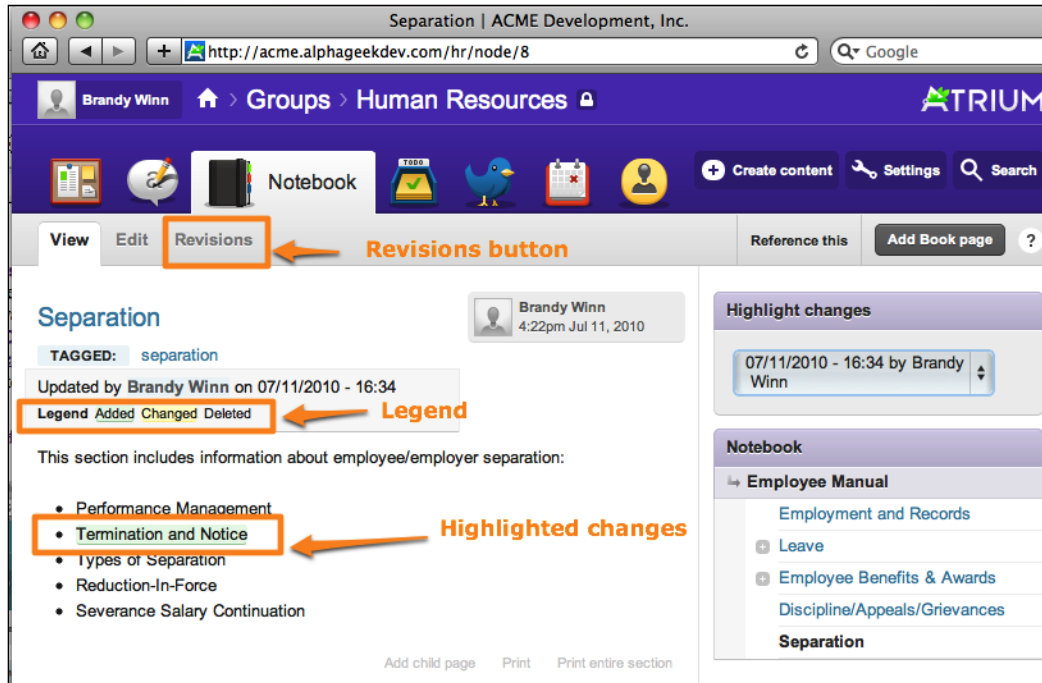 Separation | ACME Development, Inc.
http://acme.alphageekdev.com/hr/node/8
Google
Brandy Winn
Groups > Human Resources
ATRIUM
a
Notebook
TODO
Create content
Settings
Search
View
Edit
Revisions
Revisions button
Reference this
Add Book page
?
Separation
Brandy Winn
4:22pm Jul 11, 2010
TAGGED: separation
Updated by Brandy Winn on 07/11/2010 - 16:34
Legend Added Changed Deleted
Legend
This section includes information about employee/employer separation:
• Performance Management
• Termination and Notice
Highlighted changes
• Types of Separation
• Reduction-In-Force
• Severance Salary Continuation
Add child page
Print
Print entire section
Highlight changes
07/11/2010 - 16:34 by Brandy
Winn
Notebook
Employee Manual
Employment and Records
Leave
Employee Benefits & Awards
Discipline/Appeals/Grievances
Separation